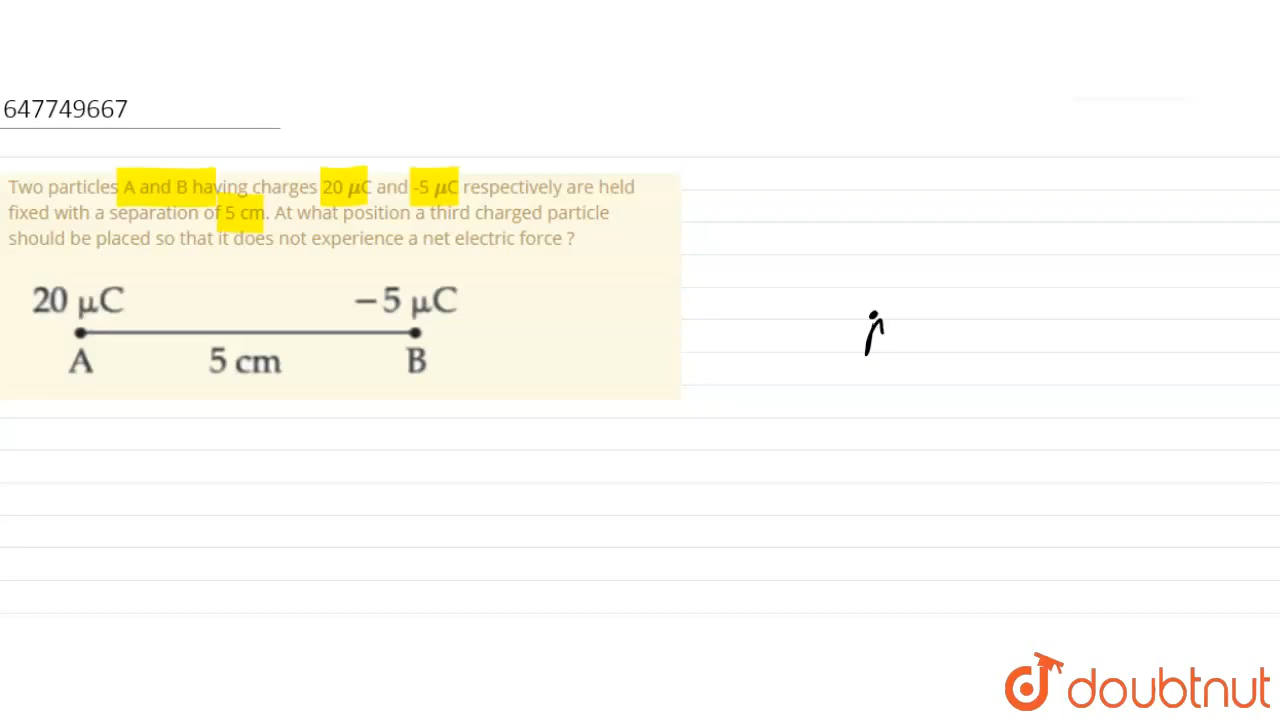 647749667
Two particles A and B having charges 20 μC and -5 μC respectively are held
fixed with a separation of 5 cm. At what position a third charged particle
should be placed so that it does not experience a net electric force ?
20 μC
−5 μC
A
5 cm
B
doubtnut